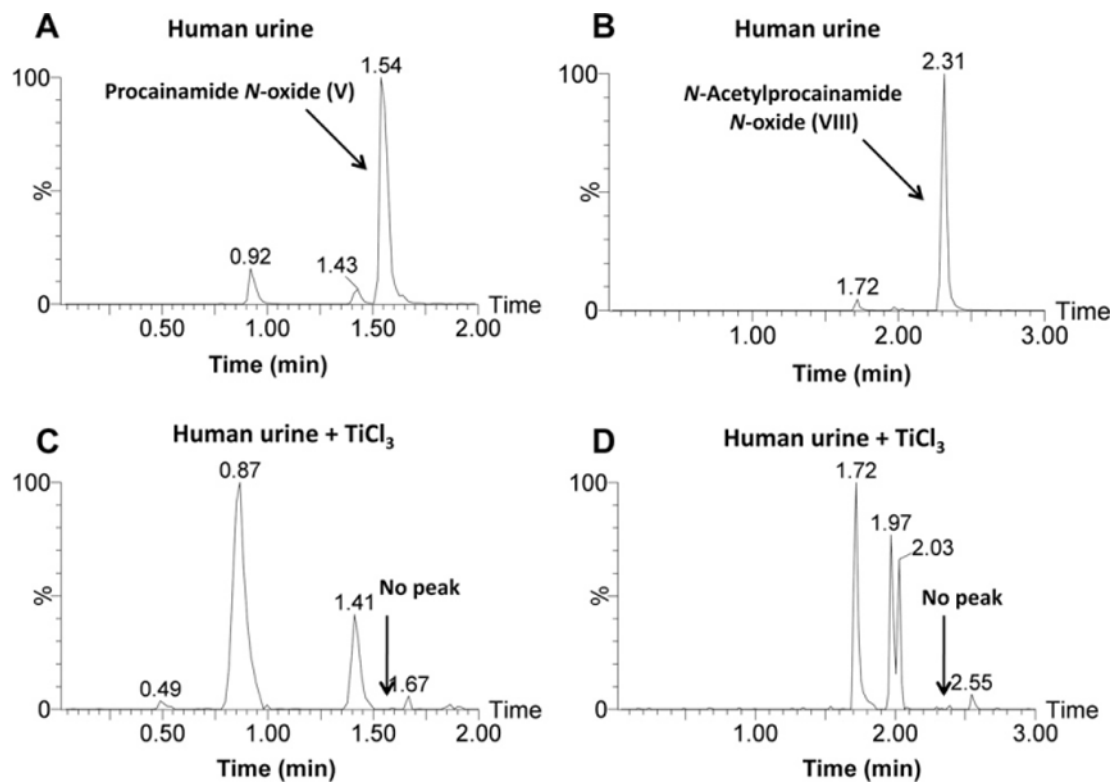 A
Human urine
1.54
100
Procainamide N-oxide (V)
%
0.92
1.43
0
Time
0.50 1.00 1.50 2.00
Time (min)
B
Human urine
2.31
100
N-Acetylprocainamide
N-oxide (VIII)
%
1.72
0
Time
1.00 2.00 3.00
Time (min)
C
Human urine + TiCl₃
0.87
100
No peak
1.41
%
0.49
1.67
0
Time
0.50 1.00 1.50 2.00
Time (min)
D
Human urine + TiCl₃
1.72
100
1.97
2.03
No peak
%
2.55
0
Time
1.00 2.00 3.00
Time (min)